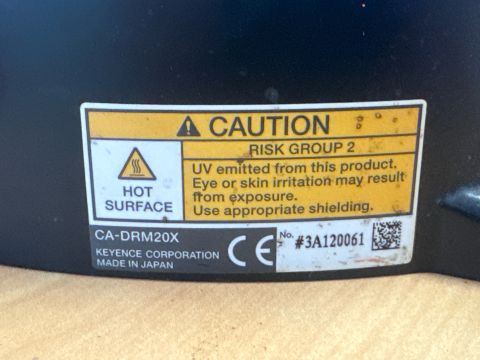 CAUTION
RISK GROUP 2
HOT
SURFACE
UV emitted from this product.
Eye or skin irritation may result
from exposure.
Use appropriate shielding.
CA-DRM20X
KEYENCE CORPORATION
MADE IN JAPAN
CE
No.
#3A120061